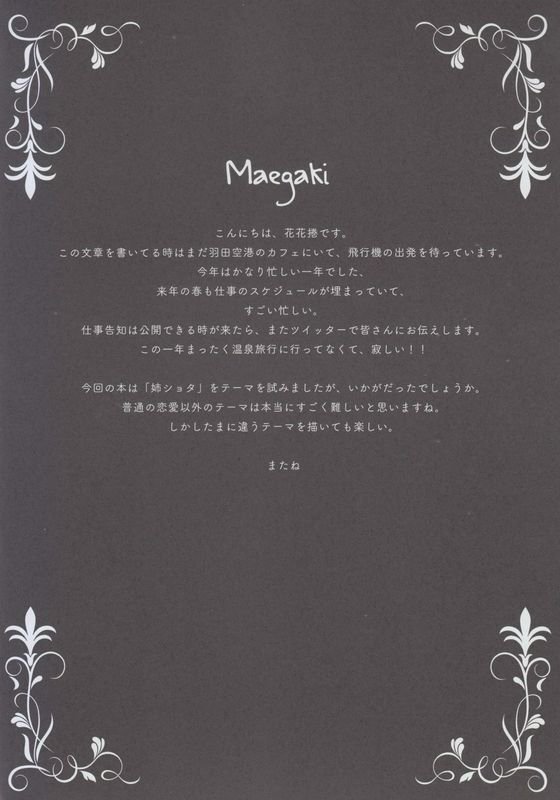 Maegaki
こんにちは、花花捲です。
この文章を書いてる時はまだ羽田空港のカフェにいて、飛行機の出発を待っています。
今年はかなり忙しい一年でした、
来年の春も仕事のスケジュールが埋まっていて、
すごい忙しい。
仕事告知は公開できる時が来たら、またツイッターで皆さんにお伝えします。
この一年まったく温泉旅行に行ってなくて、寂しい！！
今回の本は「姉ショタ」をテーマを試みましたが、いかがだったでしょうか。
普通の恋愛以外のテーマは本当にすごく難しいと思いますね。
しかしたまに違うテーマを描いても楽しい。
またね